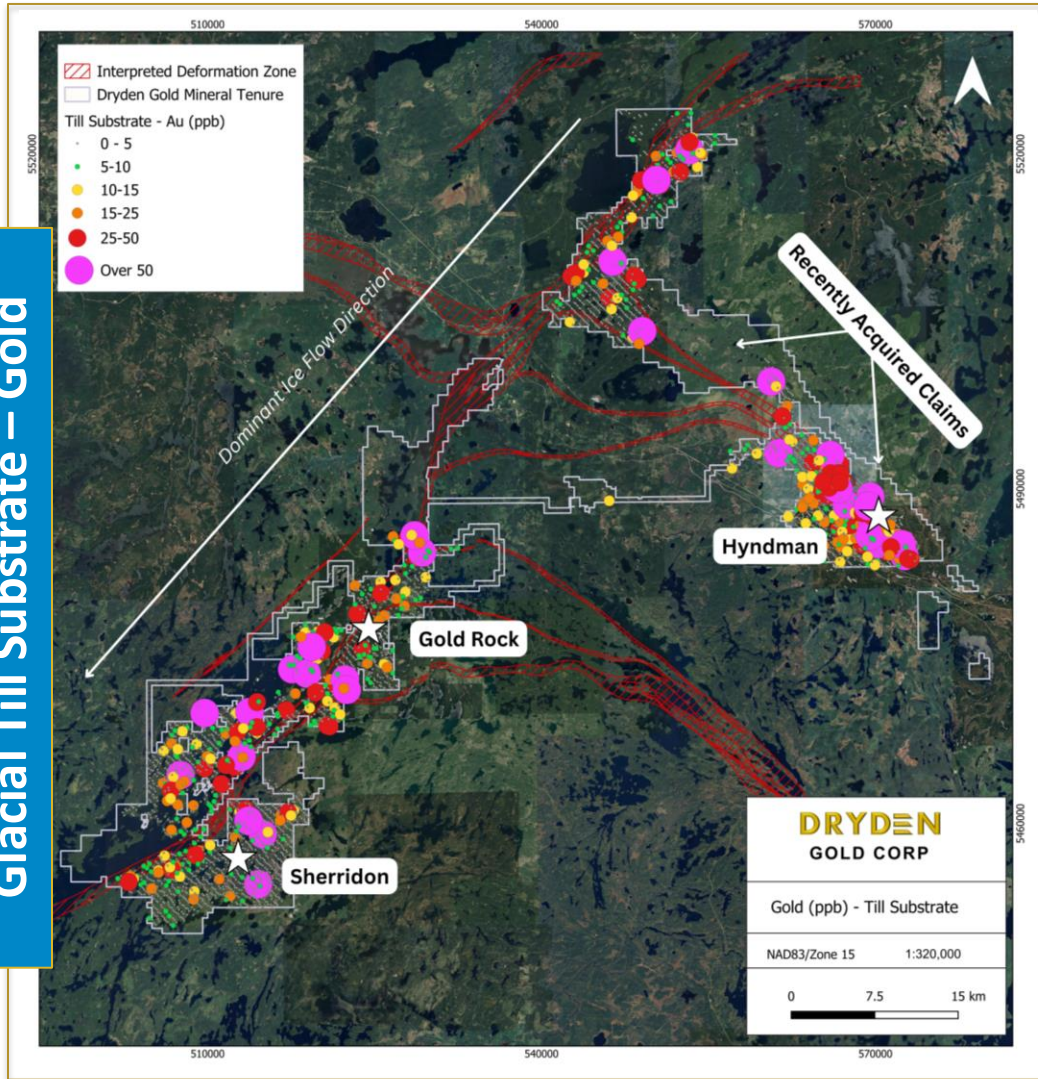 Glacial Till Substrate – Gold
510000
540000
570000
5520000
5520000
5490000
5460000
510000
540000
570000
Interpreted Deformation Zone
Dryden Gold Mineral Tenure
Till Substrate - Au (ppb)
0 - 5
5-10
10-15
15-25
25-50
Over 50
Dominant Ice Flow Direction
Recently Acquired Claims
Hyndman
Gold Rock
Sherridon
DRYDEN
GOLD CORP
Gold (ppb) - Till Substrate
NAD83/Zone 15 1:320,000
0 7.5 15 km